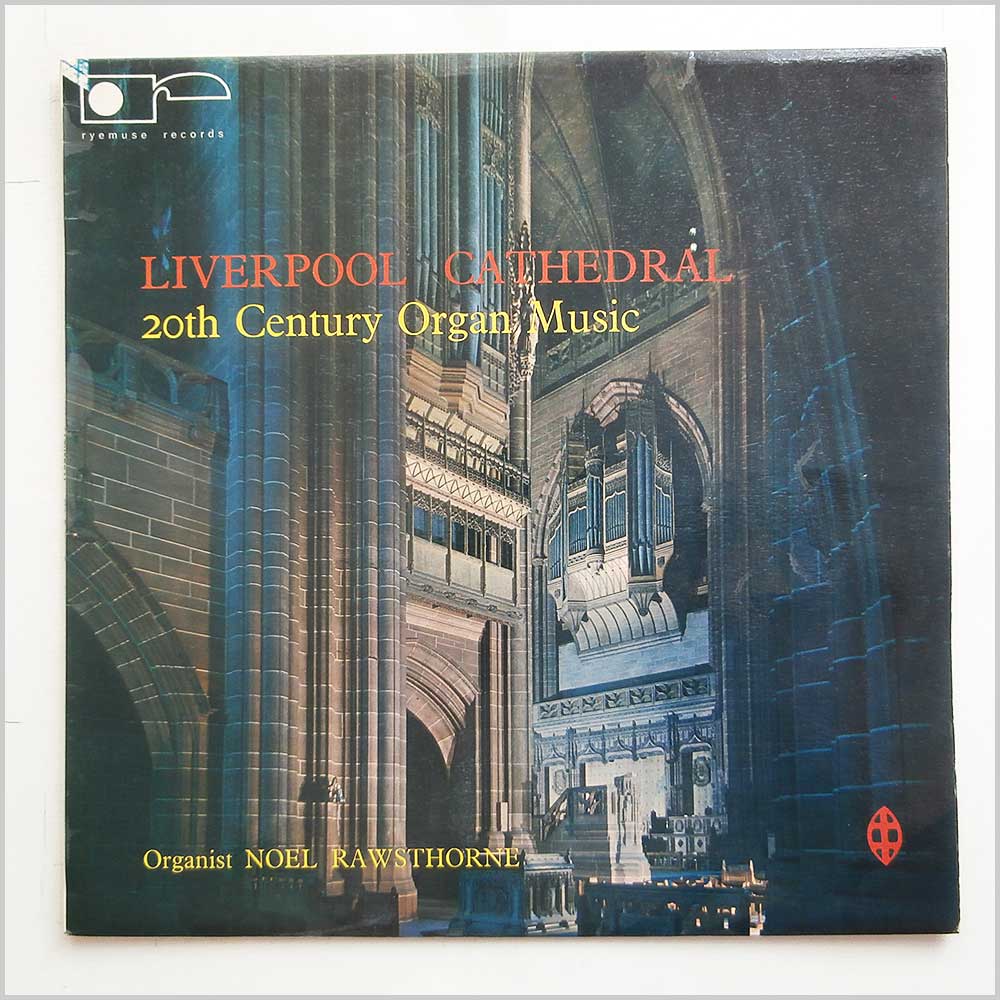 ryemuse records
LIVERPOOL CATHEDRAL
20th Century Organ Music
Organist NOEL RAWSTHORNE